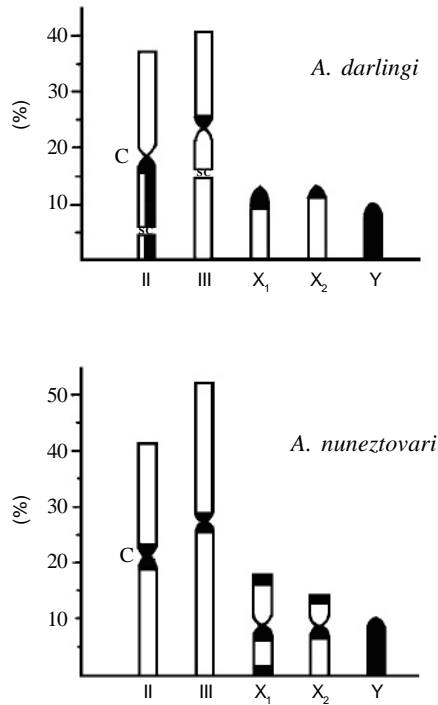 A. darlingi
(%)
40
30
20
10
C
sc
sc
II III X₁ X₂ Y
A. nuneztovari
(%)
50
40
30
20
10
C
II III X₁ X₂ Y